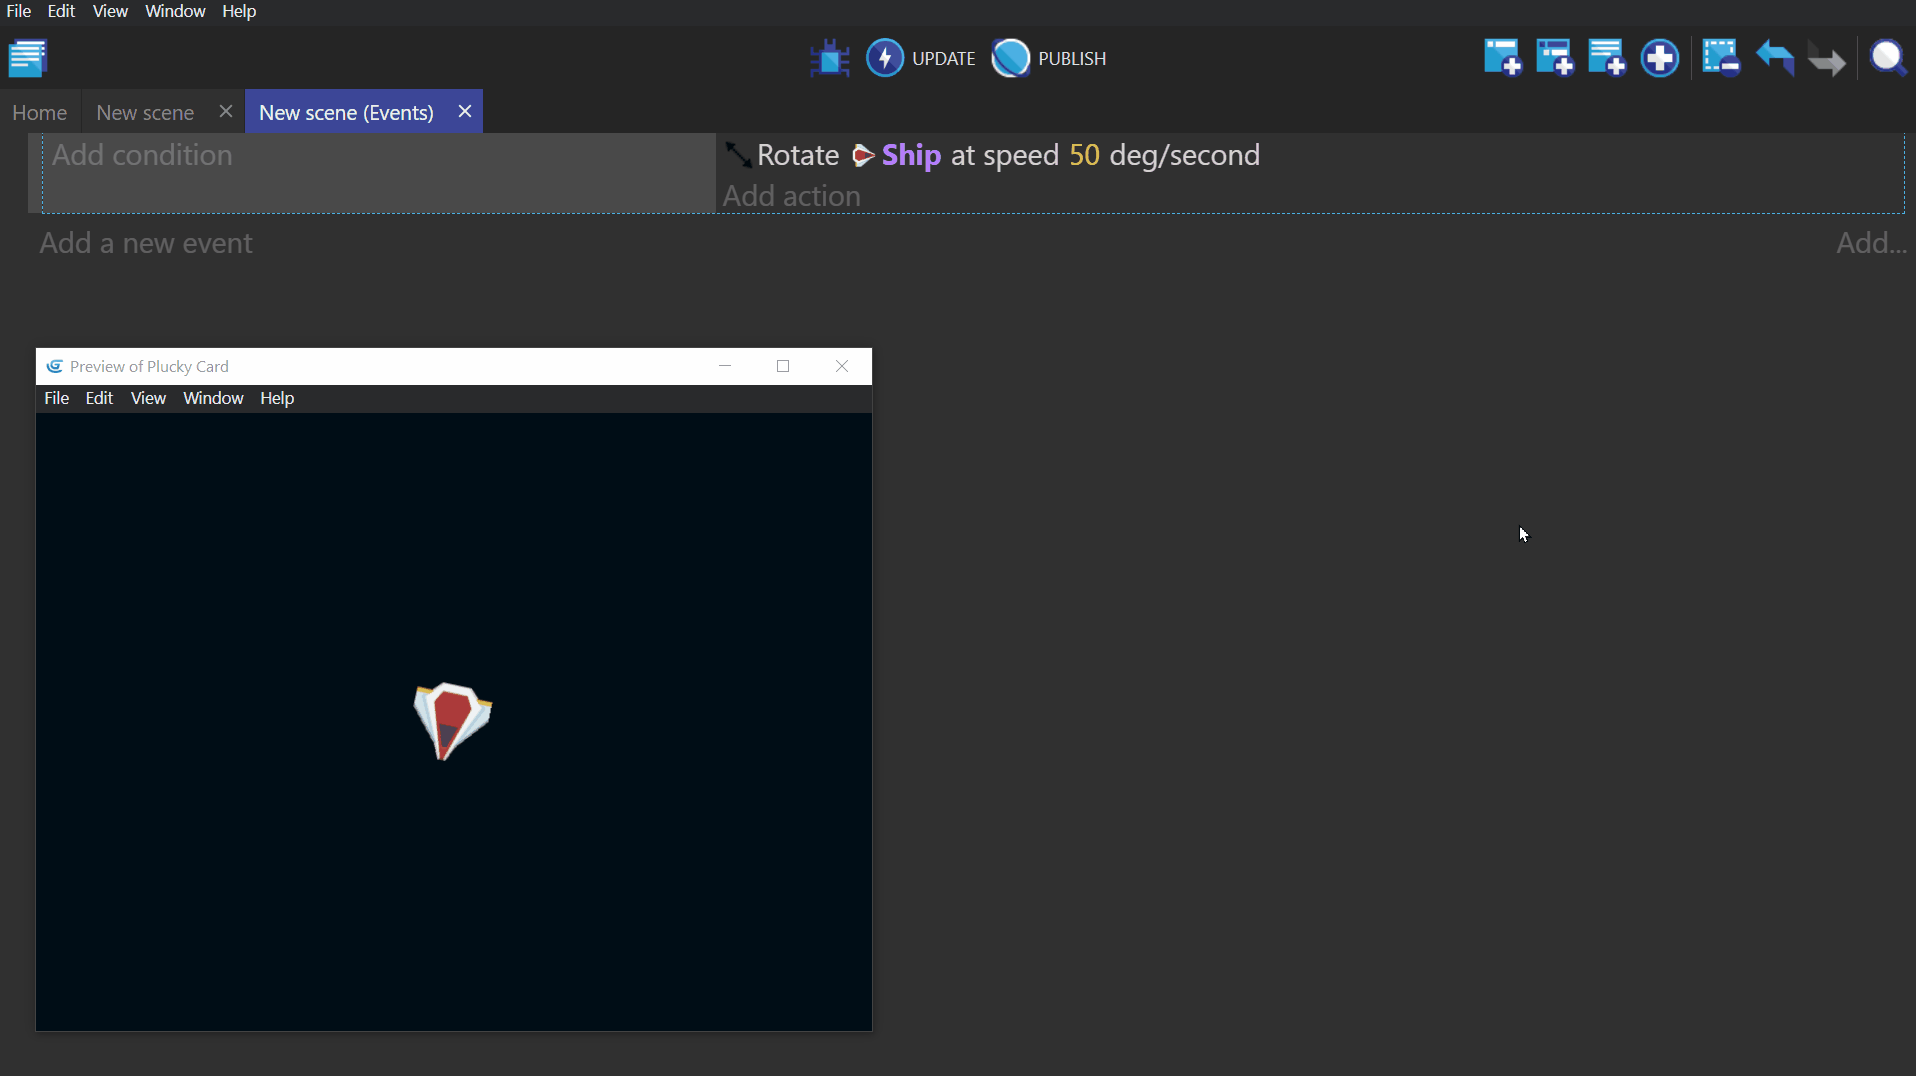 File Edit View Window Help
UPDATE PUBLISH
Home New scene New scene (Events)
Add condition
Rotate Ship at speed 50 deg/second
Add action
Add a new event
Add...
Preview of Plucky Card
File Edit View Window Help